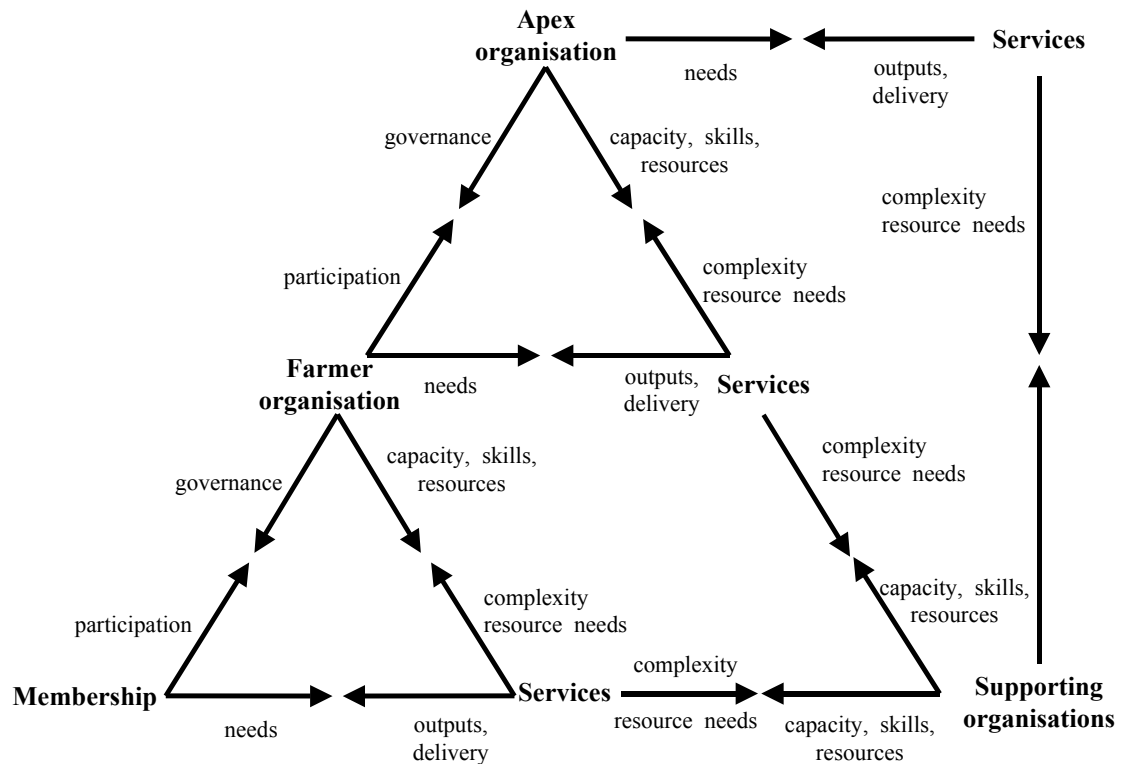 Apex
organisation
Services
needs
outputs,
delivery
governance
capacity, skills,
resources
complexity
resource needs
participation
complexity
resource needs
Farmer
organisation
needs
outputs,
delivery
Services
governance
capacity, skills,
resources
complexity
resource needs
participation
complexity
resource needs
capacity, skills,
resources
Membership
needs
outputs,
delivery
Services
complexity
resource needs
capacity, skills,
resources
Supporting
organisations